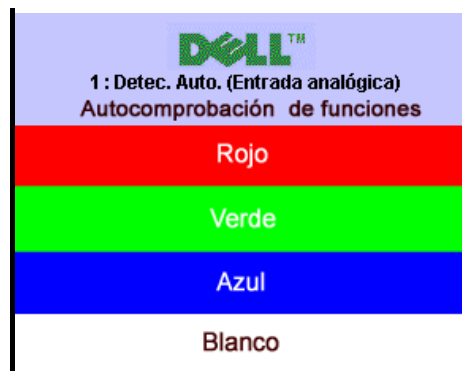 DELL™
1 : Detec. Auto. (Entrada analógica)
Autocomprobación de funciones
Rojo
Verde
Azul
Blanco